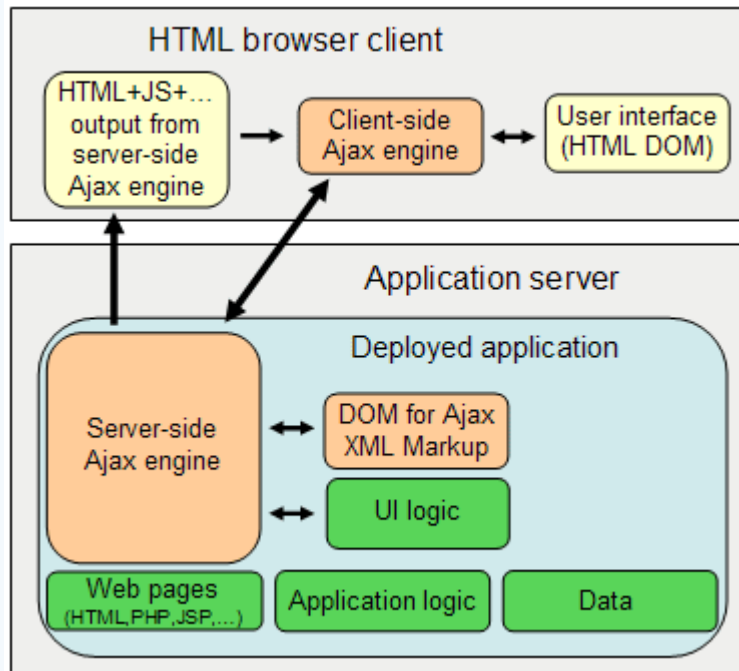 HTML browser client
HTML+JS+...
output from
server-side
Ajax engine
Client-side
Ajax engine
User interface
(HTML DOM)
Application server
Deployed application
Server-side
Ajax engine
DOM for Ajax
XML Markup
UI logic
Web pages
(HTML,PHP,JSP,...)
Application logic
Data